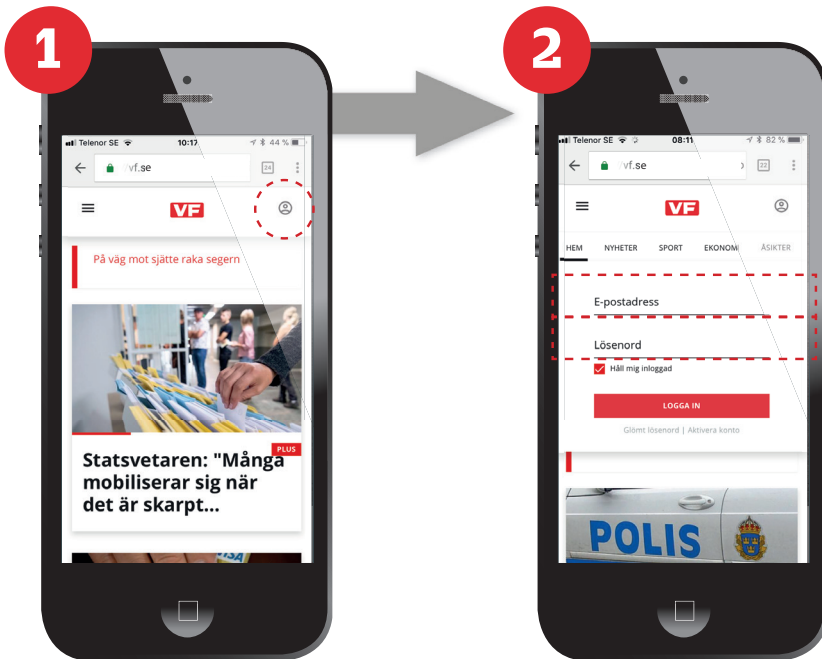 1
Telenor SE
10:17
44 %
vf.se
24
VF
På väg mot sjätte raka segern
PLUS
Statsvetaren: "Många
mobiliserar sig när
det är skarpt...
VISA
2
Telenor SE
08:11
82 %
vf.se
22
VF
HEM NYHETER SPORT EKONOMI ÅSIKTER
E-postadress
Lösenord
Håll mig inloggad
LOGGA IN
Glömt lösenord | Aktivera konto
POLIS